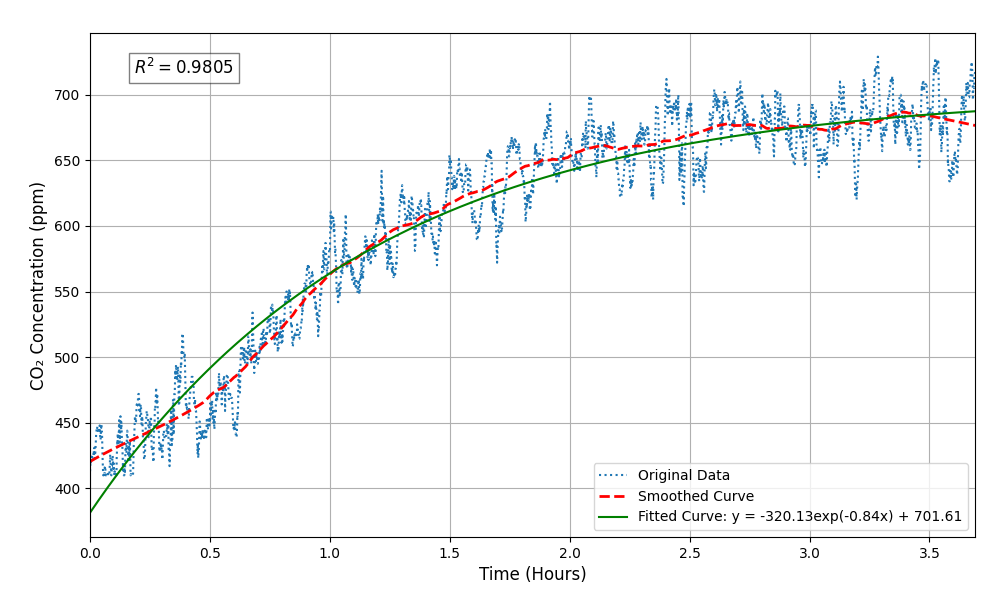 R² = 0.9805
CO₂ Concentration (ppm)
700
650
600
550
500
450
400
Original Data
Smoothed Curve
Fitted Curve: y = -320.13exp(-0.84x) + 701.61
0.0 0.5 1.0 1.5 2.0 2.5 3.0 3.5
Time (Hours)